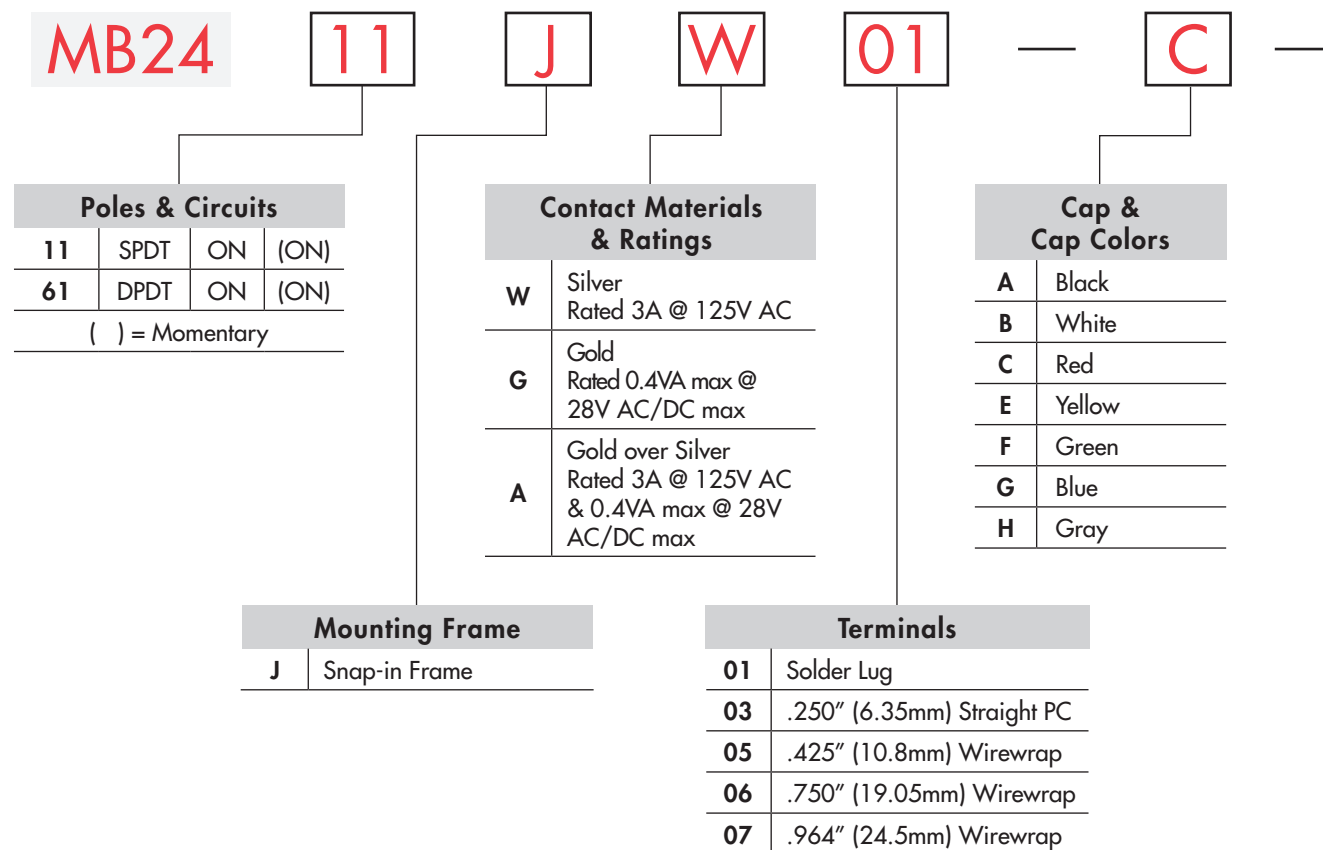 MB24 11 J W 01 — C —
Poles & Circuits
11 SPDT ON (ON)
61 DPDT ON (ON)
( ) = Momentary
Contact Materials
& Ratings
W Silver
Rated 3A @ 125V AC
G Gold
Rated 0.4VA max @
28V AC/DC max
A Gold over Silver
Rated 3A @ 125V AC
& 0.4VA max @ 28V
AC/DC max
Cap &
Cap Colors
A Black
B White
C Red
E Yellow
F Green
G Blue
H Gray
Mounting Frame
J Snap-in Frame
Terminals
01 Solder Lug
03 .250” (6.35mm) Straight PC
05 .425” (10.8mm) Wirewrap
06 .750” (19.05mm) Wirewrap
07 .964” (24.5mm) Wirewrap